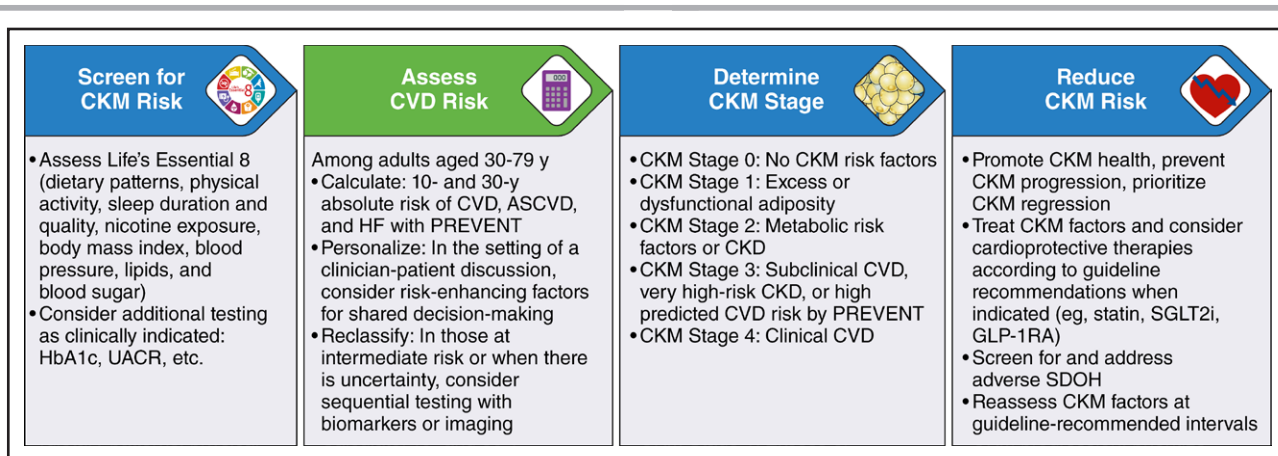 Screen for
CKM Risk
8
• Assess Life's Essential 8
(dietary patterns, physical
activity, sleep duration and
quality, nicotine exposure,
body mass index, blood
pressure, lipids, and
blood sugar)
• Consider additional testing
as clinically indicated:
HbA1c, UACR, etc.
Assess
CVD Risk
000
Among adults aged 30-79 y
• Calculate: 10- and 30-y
absolute risk of CVD, ASCVD,
and HF with PREVENT
• Personalize: In the setting of a
clinician-patient discussion,
consider risk-enhancing factors
for shared decision-making
• Reclassify: In those at
intermediate risk or when there
is uncertainty, consider
sequential testing with
biomarkers or imaging
Determine
CKM Stage
• CKM Stage 0: No CKM risk factors
• CKM Stage 1: Excess or
dysfunctional adiposity
• CKM Stage 2: Metabolic risk
factors or CKD
• CKM Stage 3: Subclinical CVD,
very high-risk CKD, or high
predicted CVD risk by PREVENT
• CKM Stage 4: Clinical CVD
Reduce
CKM Risk
• Promote CKM health, prevent
CKM progression, prioritize
CKM regression
• Treat CKM factors and consider
cardioprotective therapies
according to guideline
recommendations when
indicated (eg, statin, SGLT2i,
GLP-1RA)
• Screen for and address
adverse SDOH
• Reassess CKM factors at
guideline-recommended intervals